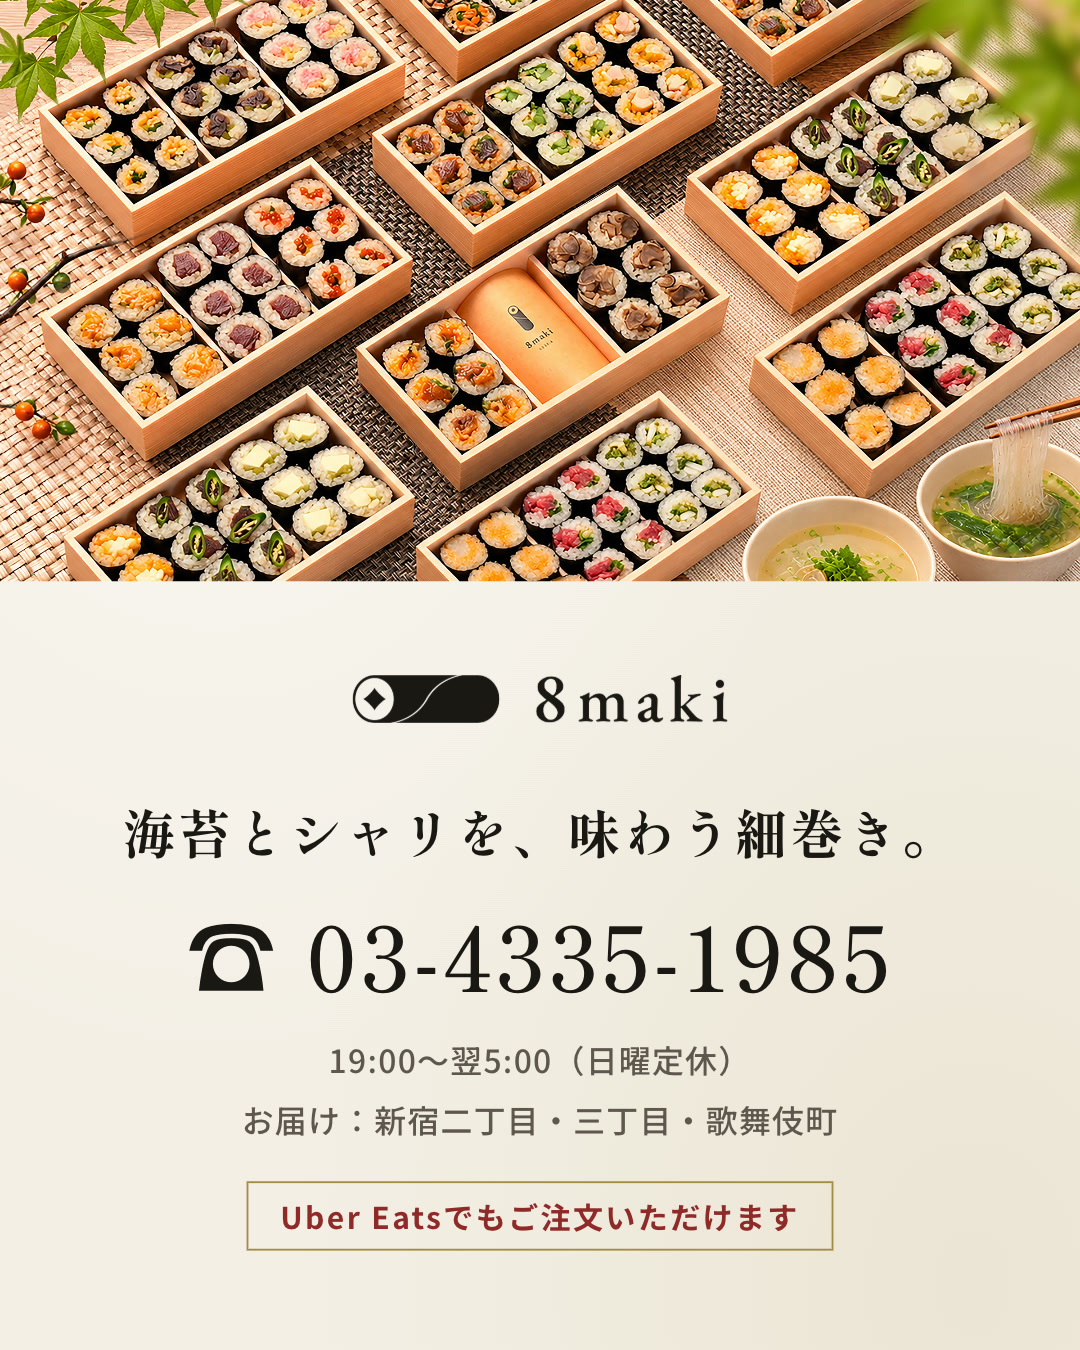 8maki
8maki
海苔とシャリを、味わう細巻き。
☎ 03-4335-1985
19:00〜翌5:00（日曜定休）
お届け：新宿二丁目・三丁目・歌舞伎町
Uber Eatsでもご注文いただけます